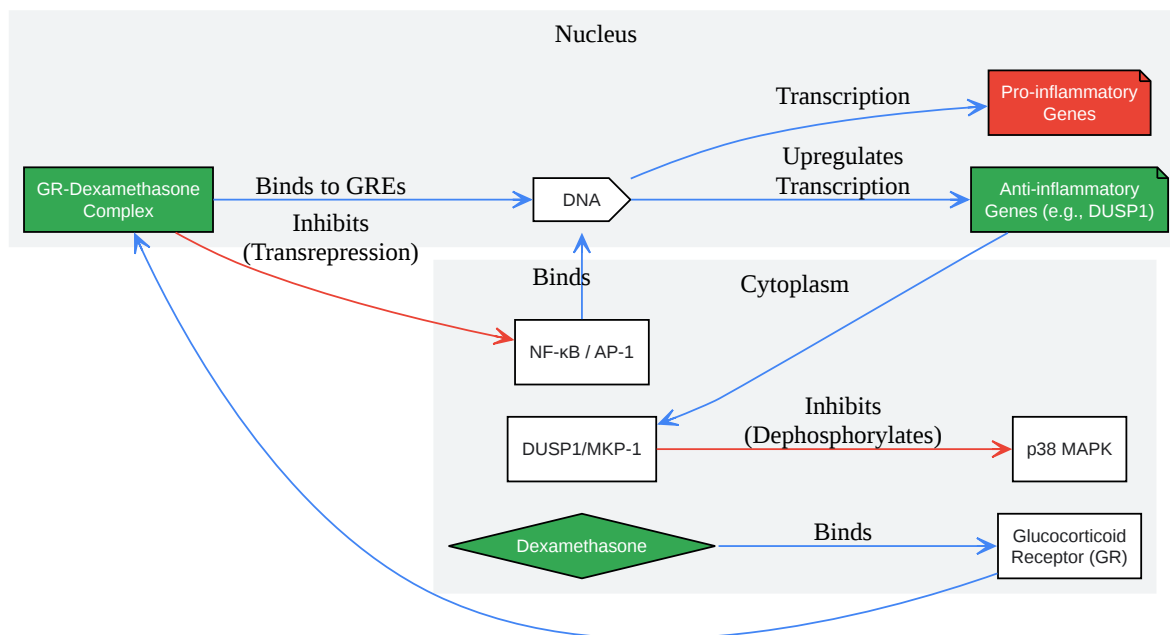 Nucleus
Transcription
Pro-inflammatory
Genes
GR-Dexamethasone
Complex
Binds to GREs
DNA
Upregulates
Transcription
Anti-inflammatory
Genes (e.g., DUSP1)
Inhibits
(Transrepression)
Binds
Cytoplasm
NF-κB / AP-1
DUSP1/MKP-1
Inhibits
(Dephosphorylates)
p38 MAPK
Dexamethasone
Binds
Glucocorticoid
Receptor (GR)